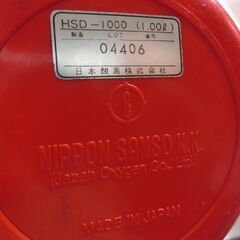 HSD-1000 (1.00ℓ)
製造 LOT 番号
04406
日本酸素株式会社
NIPPON SANSO K.K.
(Japan Oxygen Co., Ltd.)
MADE IN JAPAN